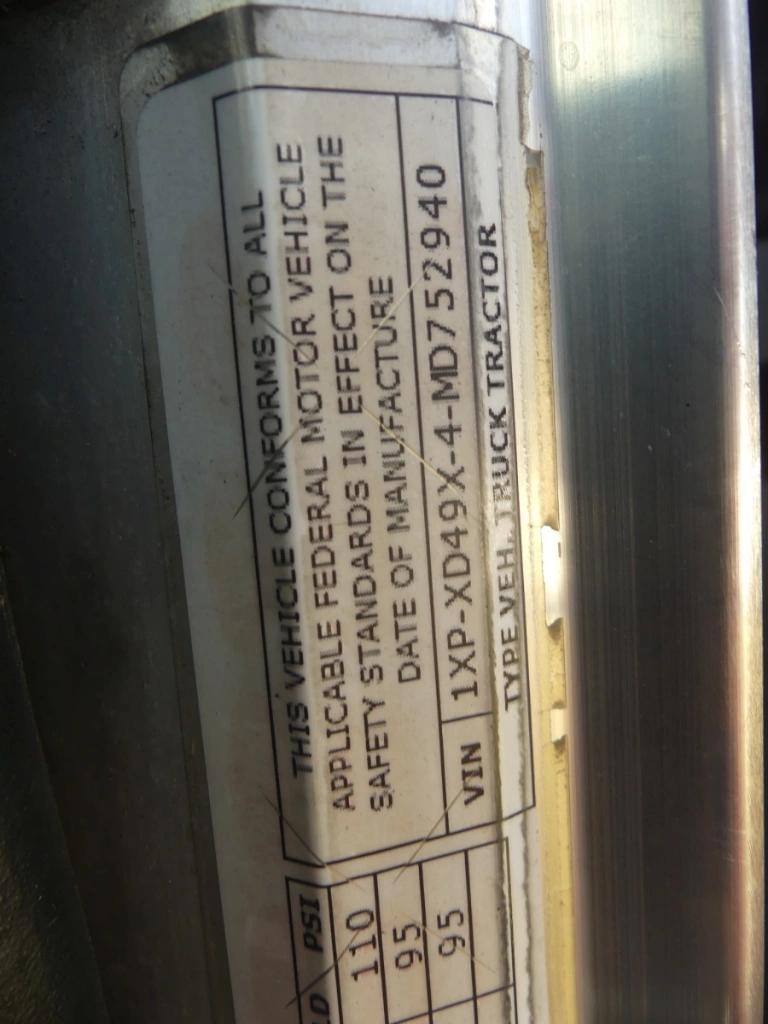 THIS VEHICLE CONFORMS TO ALL
APPLICABLE FEDERAL MOTOR VEHICLE
SAFETY STANDARDS IN EFFECT ON THE
DATE OF MANUFACTURE
VIN 1XP-XD49X-4-MD752940
TYPE VEH. TRUCK TRACTOR
PSI
110
95
95